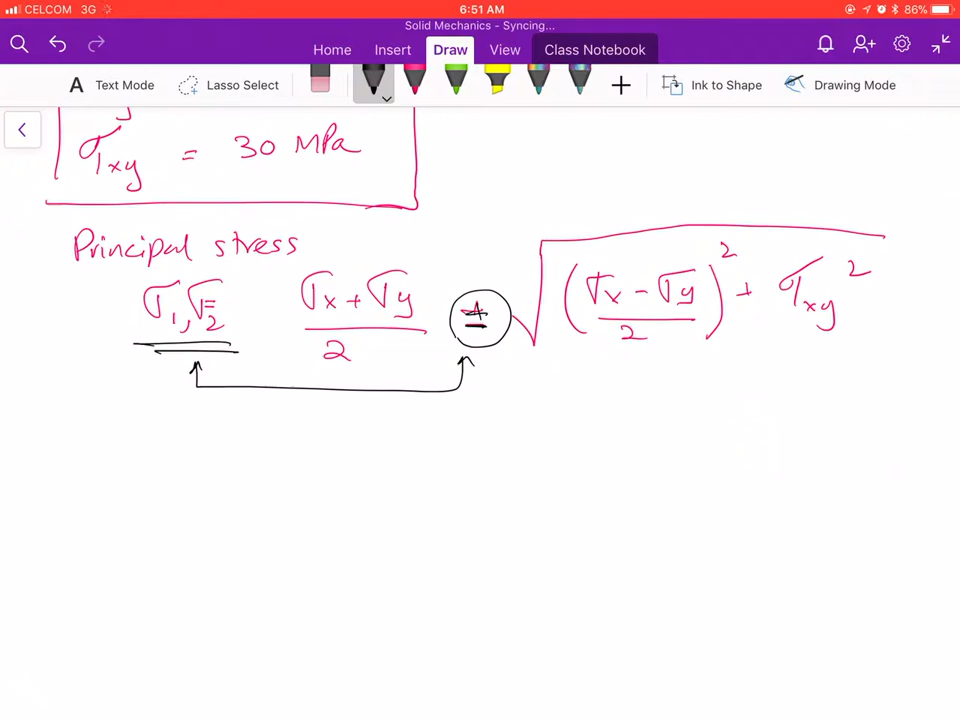 CELCOM 3G 6:51 AM 86%
Solid Mechanics - Syncing...
Home Insert Draw View Class Notebook
Text Mode Lasso Select Ink to Shape Drawing Mode
σxy = 30 MPa
Principal stress
σ1, σ2 = (σx + σy)/2 ± √(((σx - σy)/2)² + σxy²)